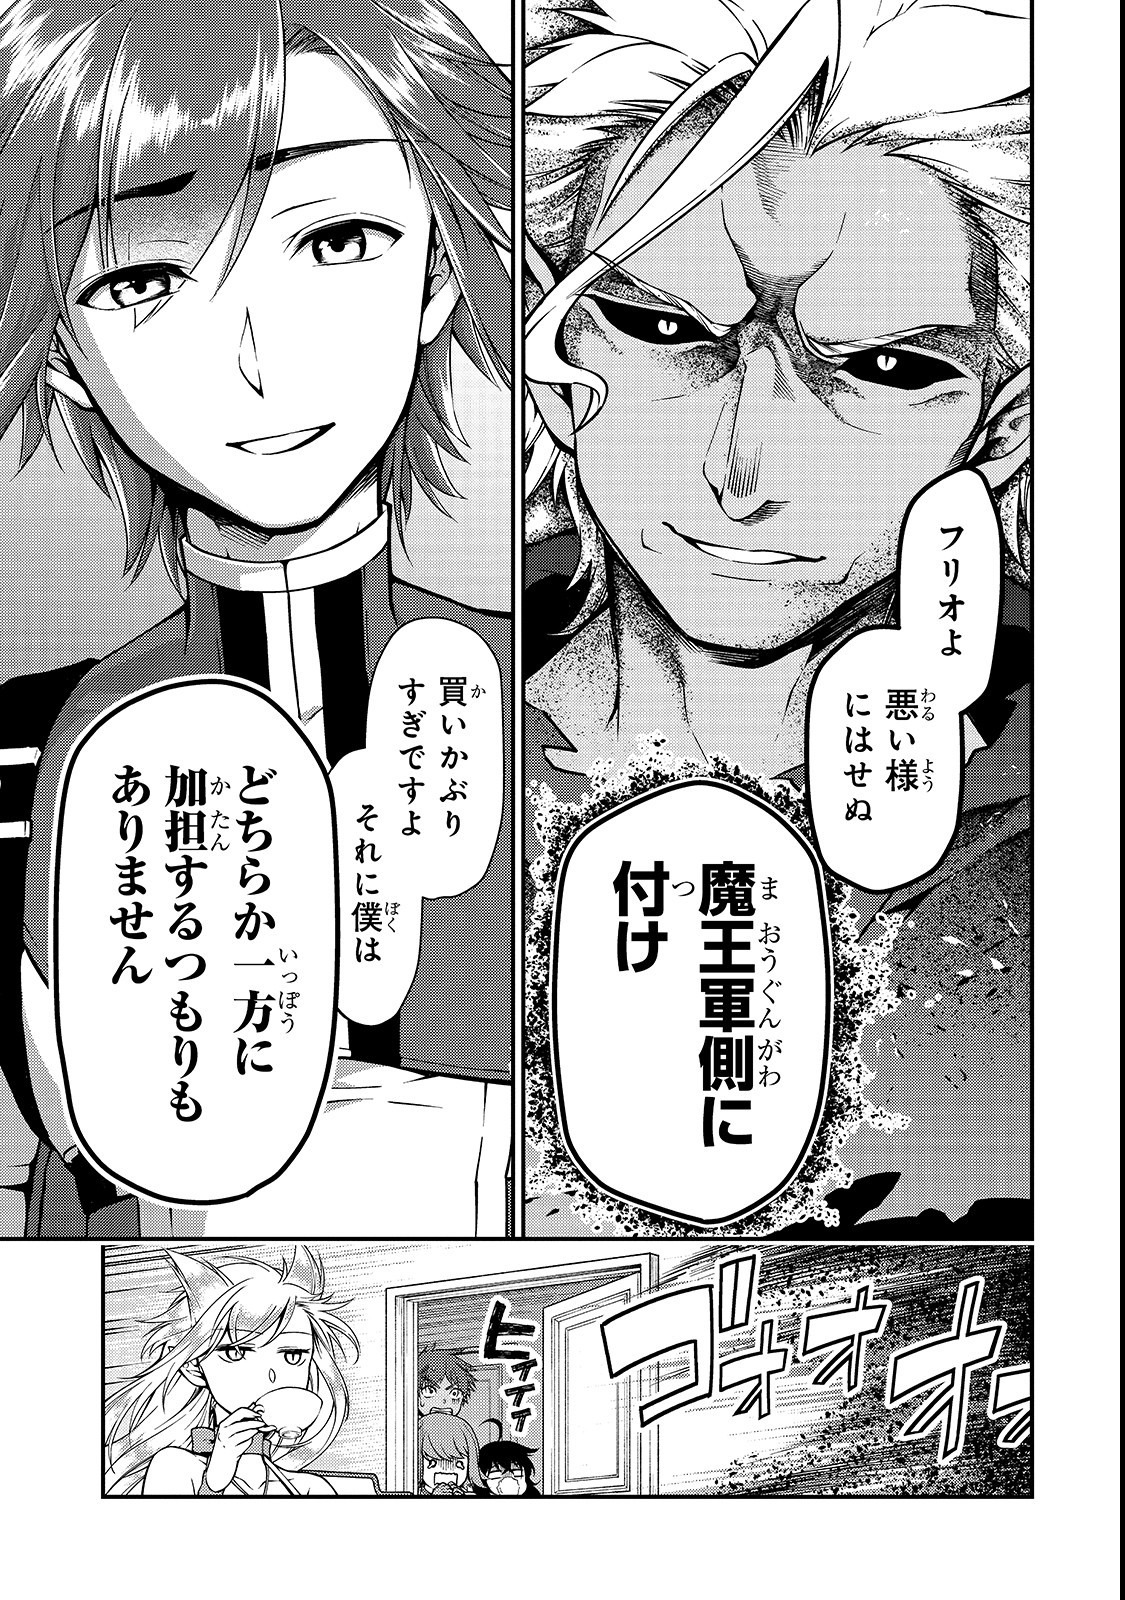 フリオよ
悪い様
にはせぬ
魔王軍側に
付け
買いかぶり
すぎですよ
それに僕は
どちらか一方に
加担するつもりも
ありません
ゴォオオオ
ヒィイイ